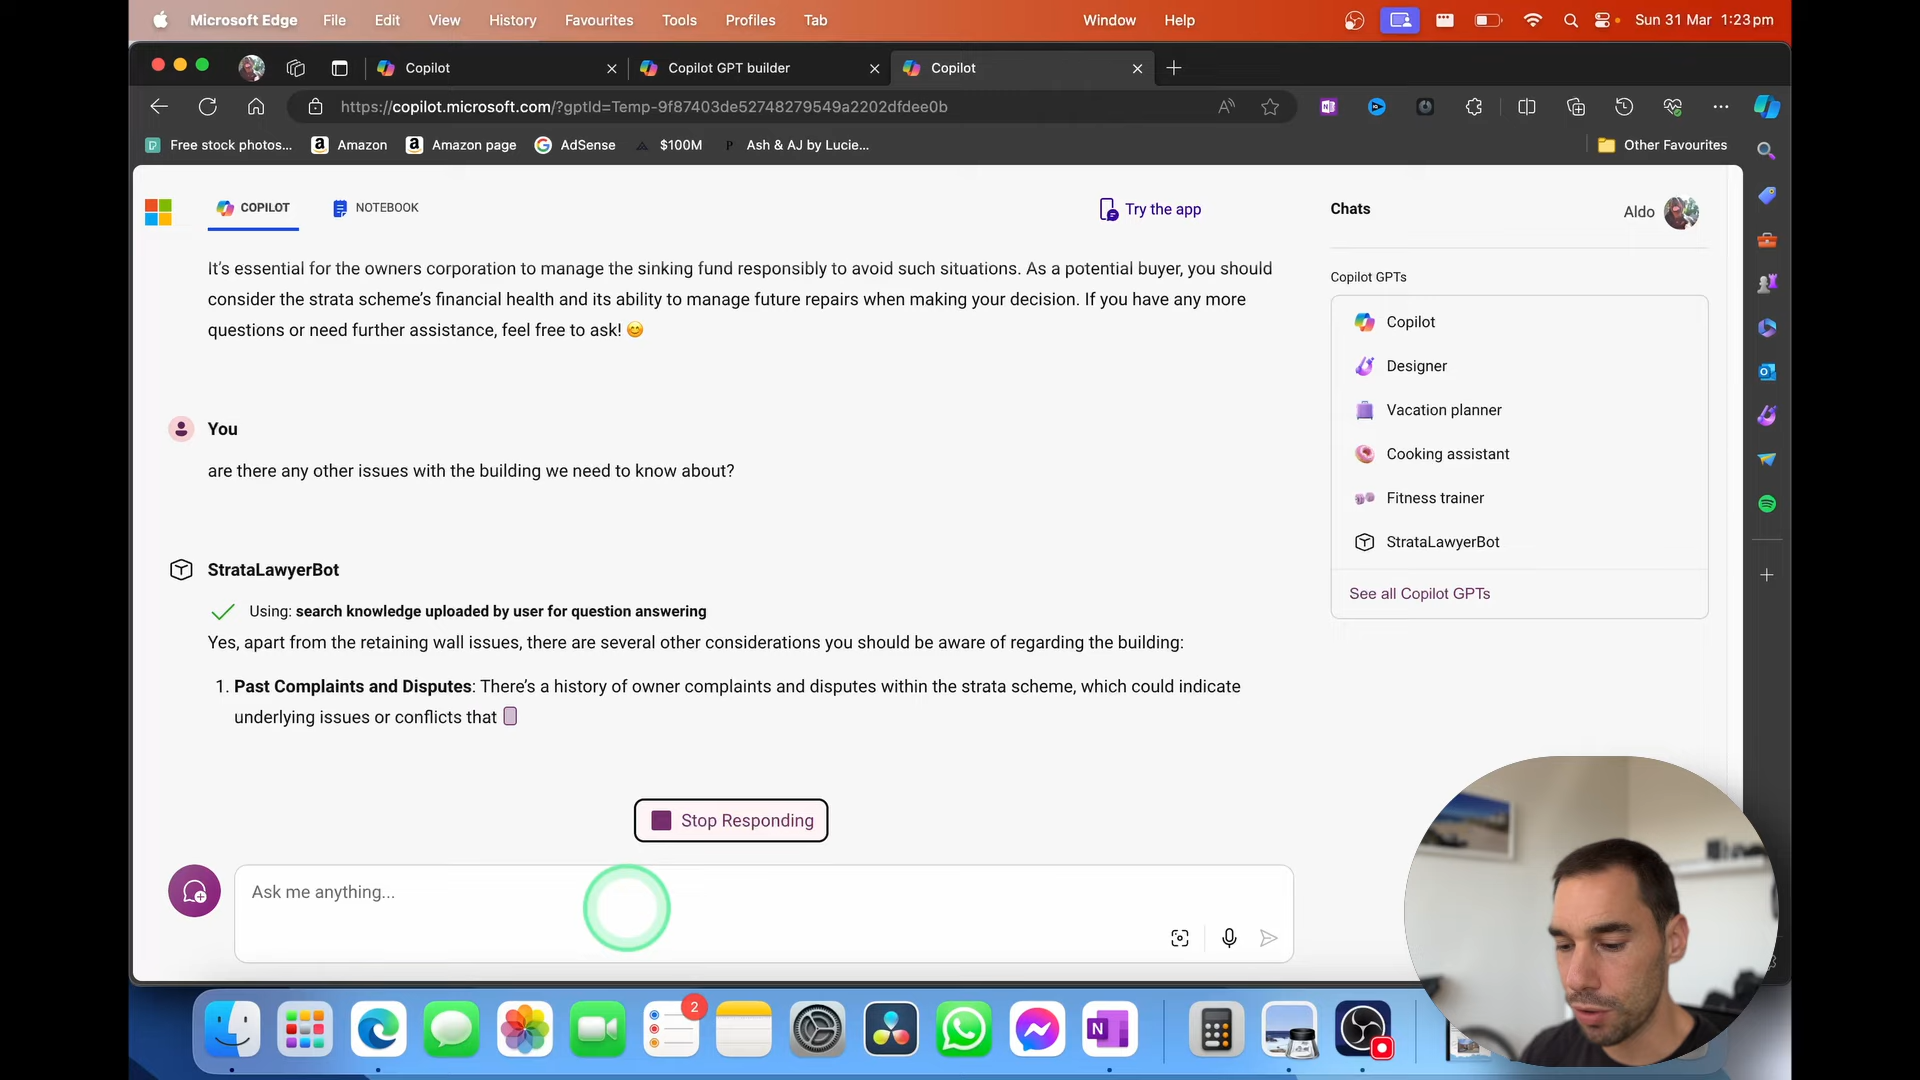 Microsoft Edge File Edit View History Favourites Tools Profiles Tab Window Help Sun 31 Mar 1:23 pm
Copilot Copilot GPT builder Copilot
https://copilot.microsoft.com/?gptId=Temp-9f87403de52748279549a2202dfdee0b
Free stock photos... Amazon Amazon page AdSense $100M Ash & AJ by Lucie... Other Favourites
COPILOT NOTEBOOK Try the app
It's essential for the owners corporation to manage the sinking fund responsibly to avoid such situations. As a potential buyer, you should
consider the strata scheme's financial health and its ability to manage future repairs when making your decision. If you have any more
questions or need further assistance, feel free to ask! 😊
You
are there any other issues with the building we need to know about?
StrataLawyerBot
Using: search knowledge uploaded by user for question answering
Yes, apart from the retaining wall issues, there are several other considerations you should be aware of regarding the building:
1. Past Complaints and Disputes: There's a history of owner complaints and disputes within the strata scheme, which could indicate
underlying issues or conflicts that
Stop Responding
Ask me anything...
Chats
Aldo
Copilot GPTs
Copilot
Designer
Vacation planner
Cooking assistant
Fitness trainer
StrataLawyerBot
See all Copilot GPTs
2